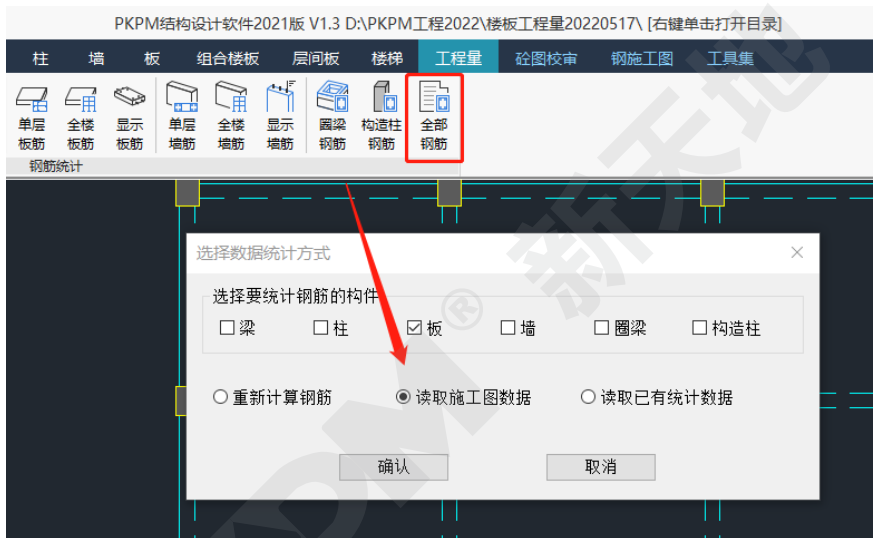 PKPM结构设计软件2021版 V1.3 D:\PKPM工程2022\楼板工程量20220517\ [右键单击打开目录]
柱 墙 板 组合楼板 层间板 楼梯 工程量 砼图校审 钢施工图 工具集
单层 全楼 显示 单层 全楼 显示 圈梁 构造柱 全部
板筋 板筋 板筋 墙筋 墙筋 墙筋 钢筋 钢筋 钢筋
钢筋统计
选择数据统计方式
选择要统计钢筋的构件
梁 柱 板 墙 圈梁 构造柱
重新计算钢筋 读取施工图数据 读取已有统计数据
确认 取消
新天地
®